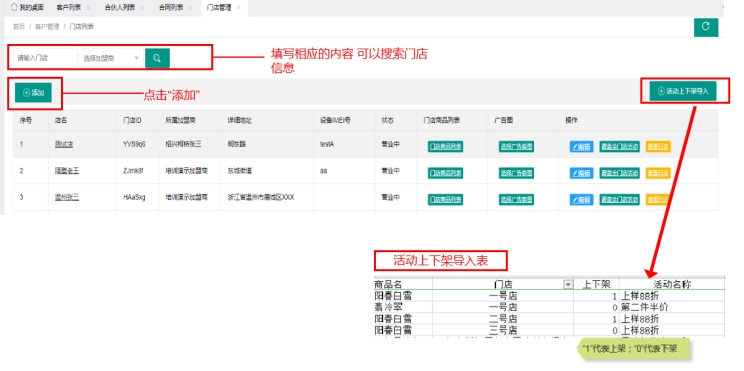 我的桌面 客户列表 合伙人列表 合同列表 门店管理
首页 / 客户管理 / 门店列表
请输入门店 选择加盟商
填写相应的内容 可以搜索门店
信息
添加
点击“添加”
活动上下架导入
序号 店名 门店ID 所属加盟商 详细地址 设备IMEI号 状态 门店商品列表 广告图 操作
1 测试店 YVS9q6 绍兴柯桥张三 柯东路 testA 营业中 门店商品列表 选择广告套图 编辑 覆盖全门店活动 查看日志
2 隔壁老王 ZJmk8f 培训演示加盟商 东城街道 aa 营业中 门店商品列表 选择广告套图 编辑 覆盖全门店活动 查看日志
3 温州张三 HAaSxg 培训演示加盟商 浙江省温州市鹿城区XXX 营业中 门店商品列表 选择广告套图 编辑 覆盖全门店活动 查看日志
活动上下架导入表
商品名 门店 上下架 活动名称
阳春白雪 一号店 1 上样88折
翡冷翠 一号店 0 第二件半价
阳春白雪 二号店 1 上样88折
阳春白雪 三号店 0 上样88折
“1”代表上架；“0”代表下架